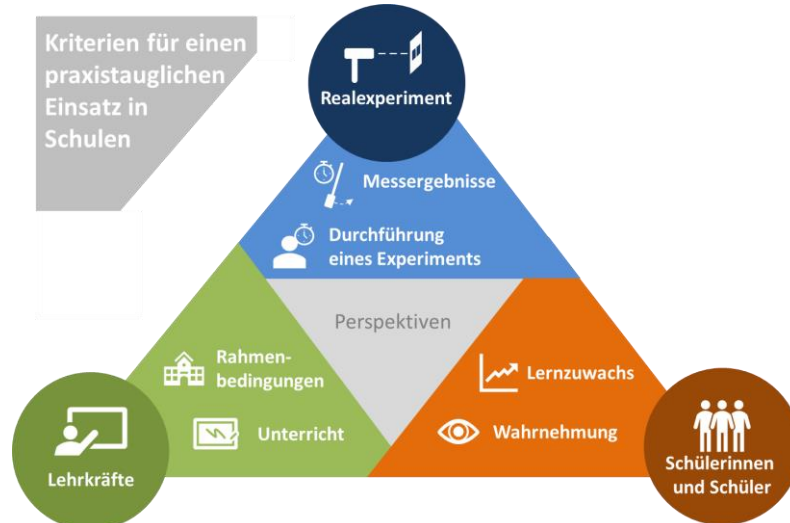 Kriterien für einen
praxistauglichen
Einsatz in
Schulen
Realexperiment
Messergebnisse
Durchführung
eines Experiments
Perspektiven
Rahmen-
bedingungen
Unterricht
Lernzuwachs
Wahrnehmung
Lehrkräfte
Schülerinnen
und Schüler